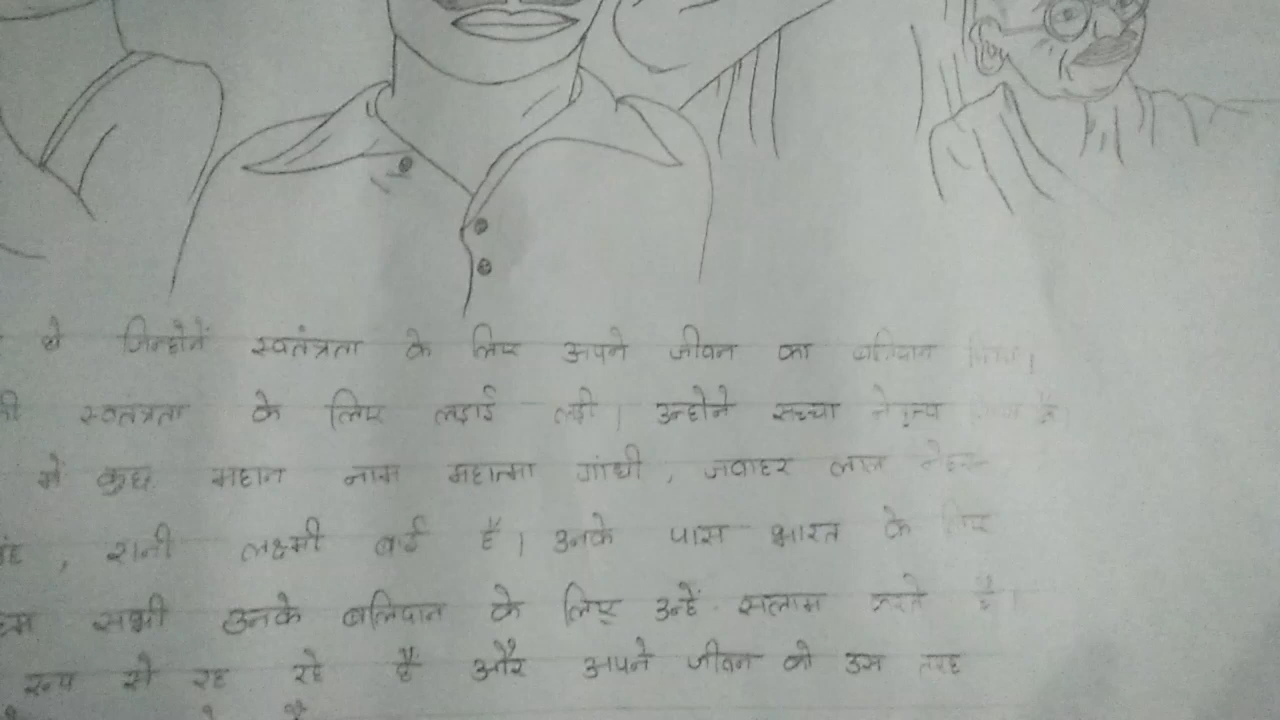 थे जिन्होनें स्वतंत्रता के लिए अपने जीवन का बलिदान किया।
की स्वतंत्रता के लिए लड़ाई लड़ी। उन्होने सच्चा नेतृत्व किया है।
में कुछ महान नाम महात्मा गांधी, जवाहर लाल नेहरू
, रानी लक्ष्मी बाई हैं। उनके पास भारत के लिए
हम सभी उनके बलिदान के लिए उन्हें सलाम करते है।
रूप से रह रहे हैं और अपने जीवन को उस तरह